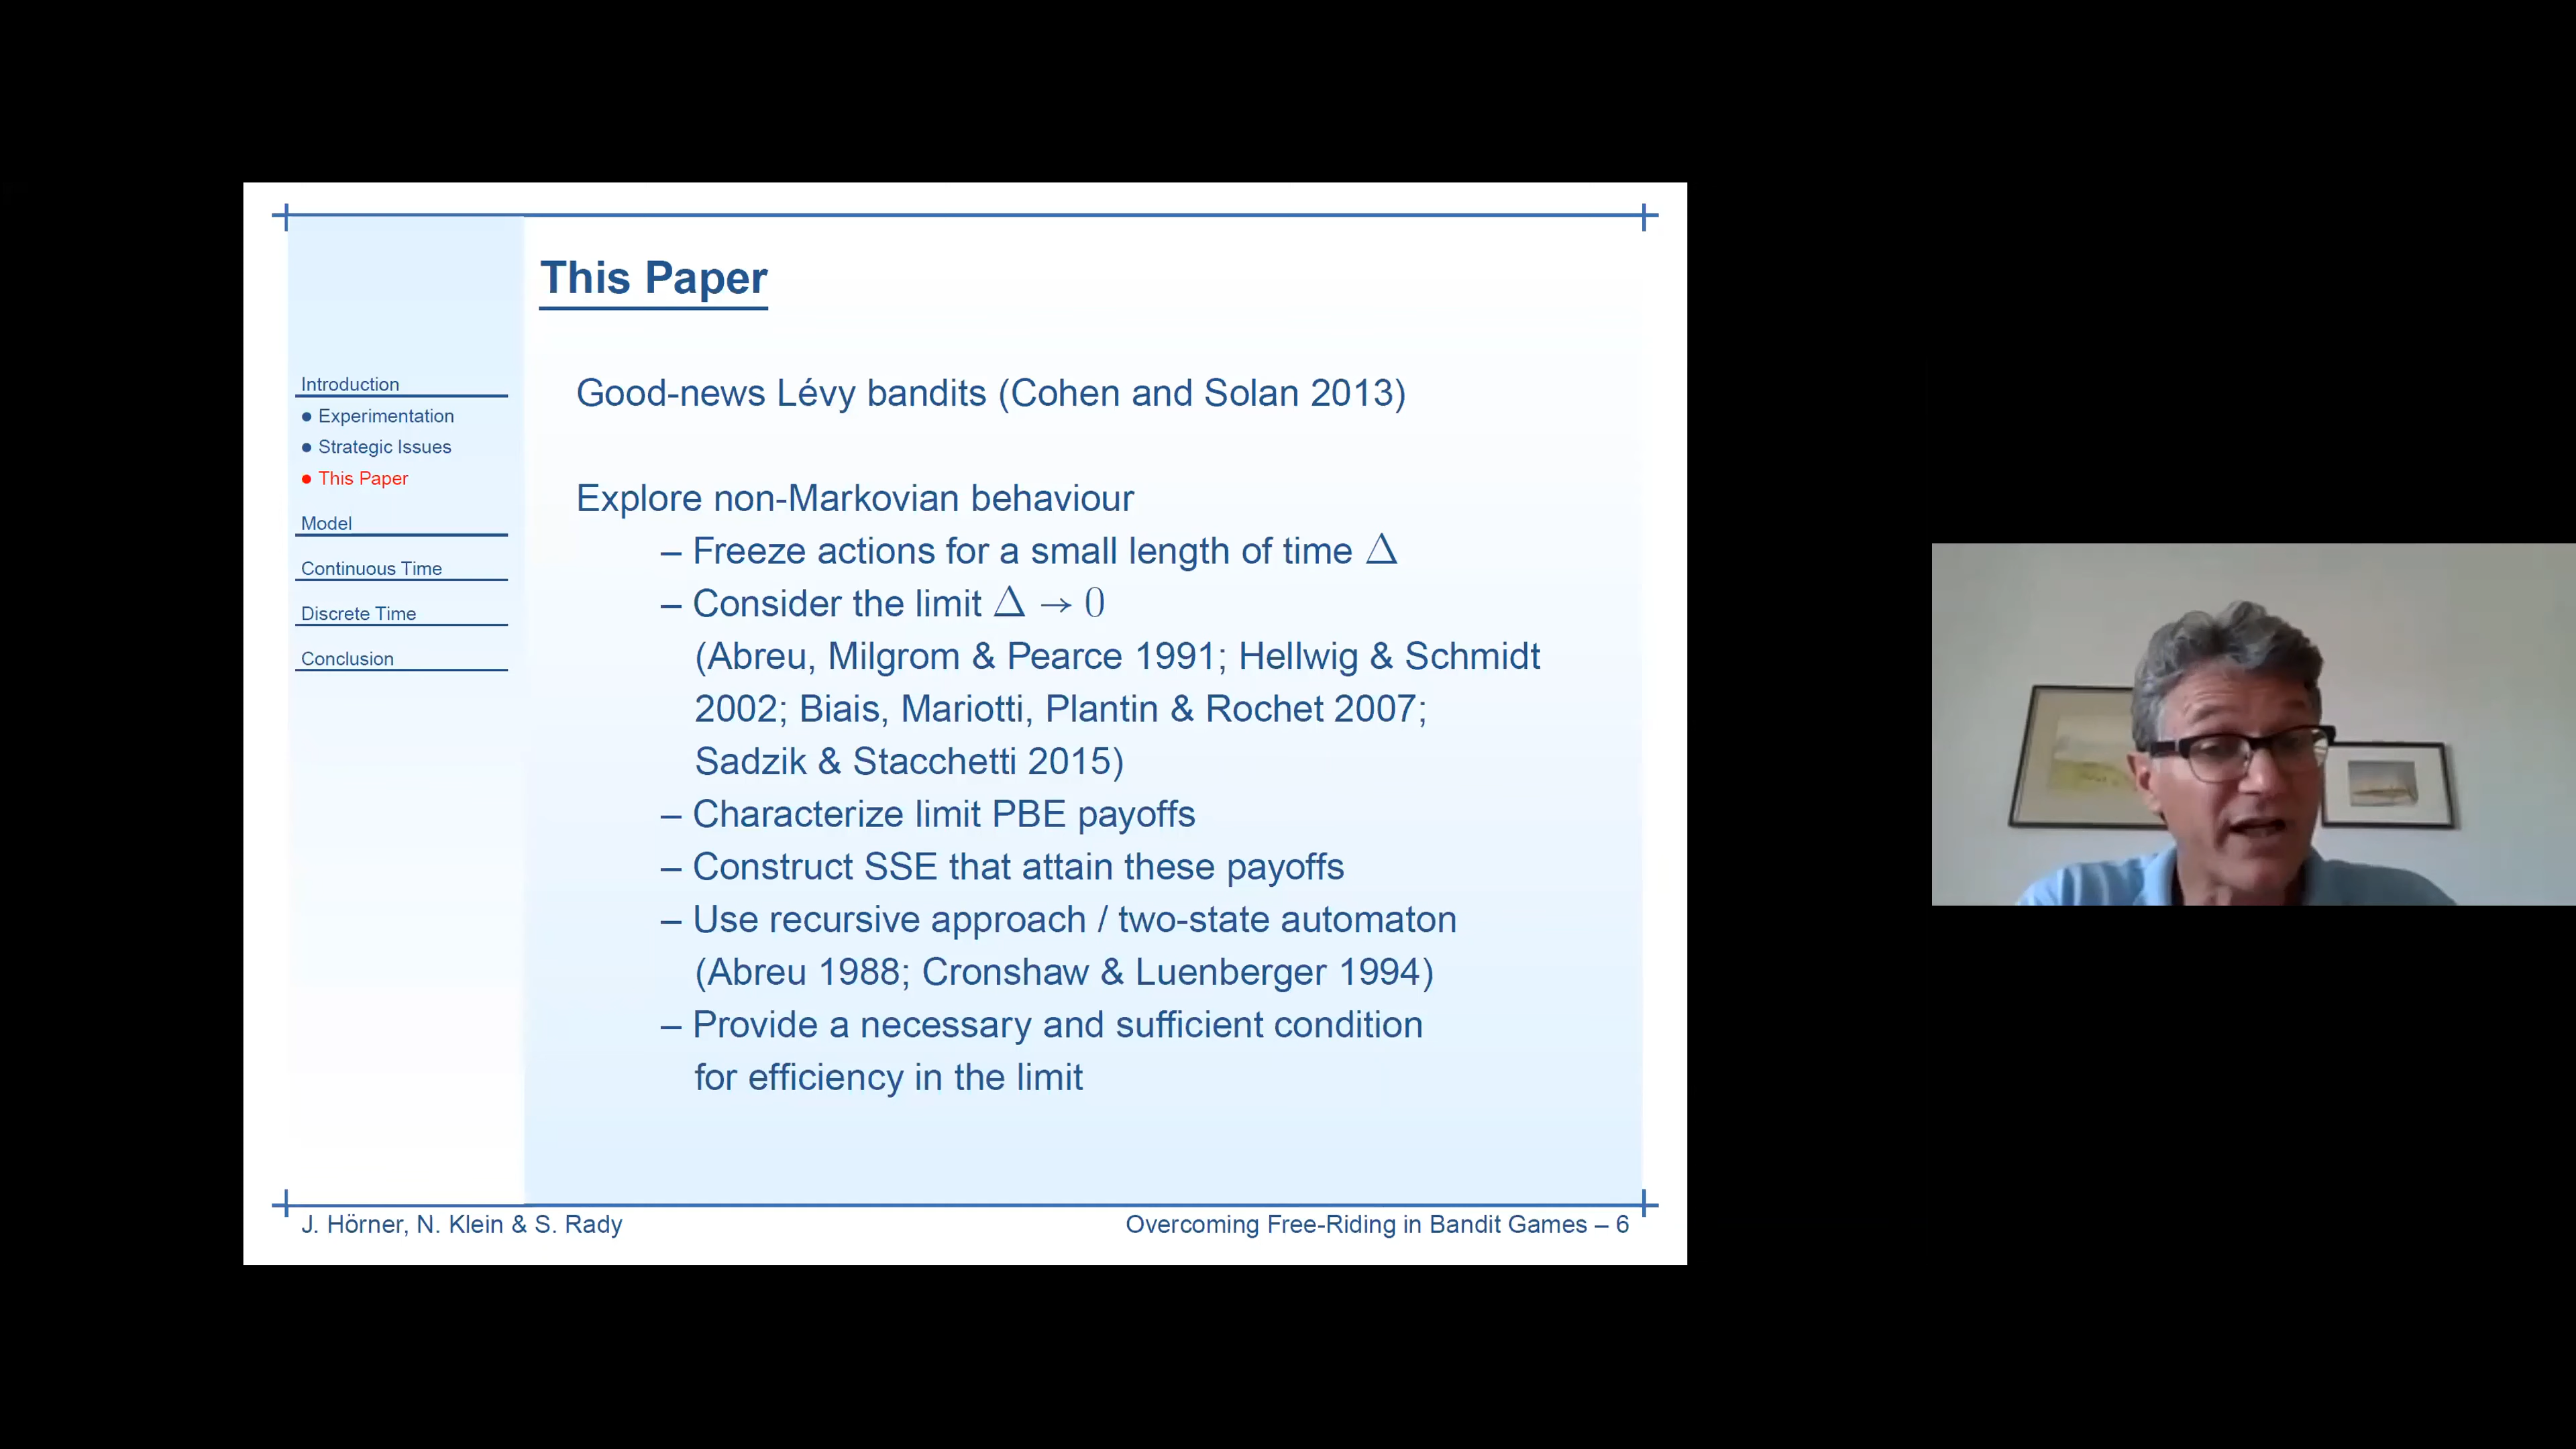 This Paper
Introduction
● Experimentation
● Strategic Issues
● This Paper
Model
Continuous Time
Discrete Time
Conclusion
Good-news Lévy bandits (Cohen and Solan 2013)
Explore non-Markovian behaviour
– Freeze actions for a small length of time Δ
– Consider the limit Δ → 0
(Abreu, Milgrom & Pearce 1991; Hellwig & Schmidt
2002; Biais, Mariotti, Plantin & Rochet 2007;
Sadzik & Stacchetti 2015)
– Characterize limit PBE payoffs
– Construct SSE that attain these payoffs
– Use recursive approach / two-state automaton
(Abreu 1988; Cronshaw & Luenberger 1994)
– Provide a necessary and sufficient condition
for efficiency in the limit
J. Hörner, N. Klein & S. Rady
Overcoming Free-Riding in Bandit Games – 6